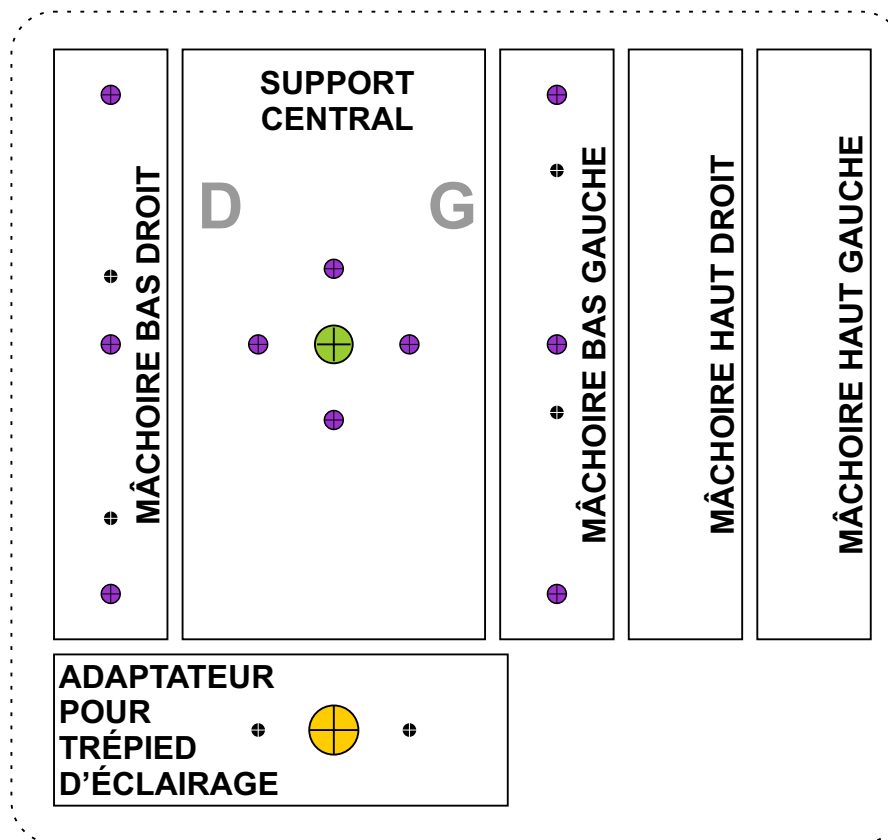 MÂCHOIRE BAS DROIT
SUPPORT
CENTRAL
D
G
MÂCHOIRE BAS GAUCHE
MÂCHOIRE HAUT DROIT
MÂCHOIRE HAUT GAUCHE
ADAPTATEUR
POUR
TRÉPIED
D’ÉCLAIRAGE